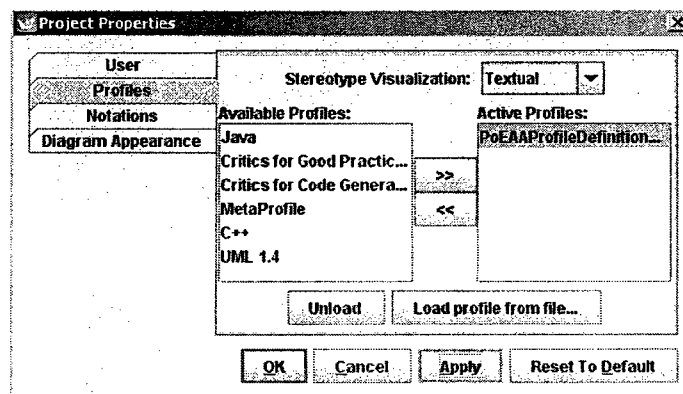 Project Properties
User
Profiles
Notations
Diagram Appearance
Stereotype Visualization: Textual
Available Profiles:
Java
Critics for Good Practic...
Critics for Code Genera...
MetaProfile
C++
UML 1.4
>>
<<
Active Profiles:
PoEAAProfileDefinition...
Unload
Load profile from file...
OK
Cancel
Apply
Reset To Default